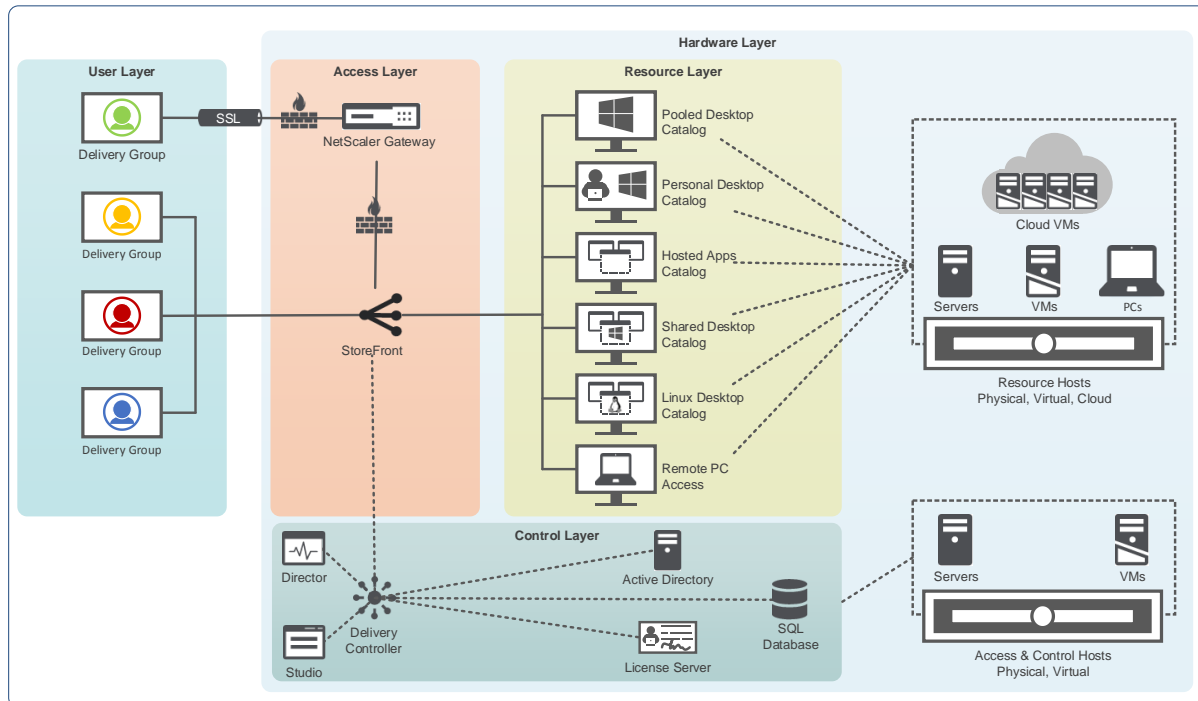 Hardware Layer
User Layer
Delivery Group
Delivery Group
Delivery Group
Delivery Group
SSL
Access Layer
NetScaler Gateway
StoreFront
Resource Layer
Pooled Desktop
Catalog
Personal Desktop
Catalog
Hosted Apps
Catalog
Shared Desktop
Catalog
Linux Desktop
Catalog
Remote PC
Access
Cloud VMs
Servers
VMs
PCs
Resource Hosts
Physical, Virtual, Cloud
Control Layer
Director
Studio
Delivery
Controller
Active Directory
License Server
SQL
Database
Servers
VMs
Access & Control Hosts
Physical, Virtual